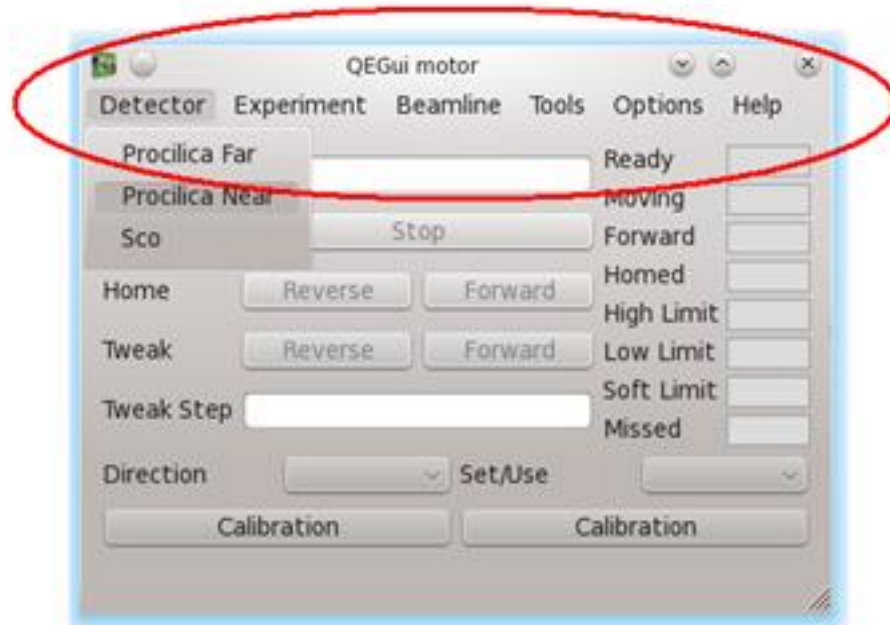 QEGui motor
Detector Experiment Beamline Tools Options Help
Procilica Far
Procilica Near
Sco
Ready
Moving
Stop
Forward
Homed
Home Reverse Forward
High Limit
Tweak Reverse Forward
Low Limit
Soft Limit
Tweak Step
Missed
Direction Set/Use
Calibration Calibration